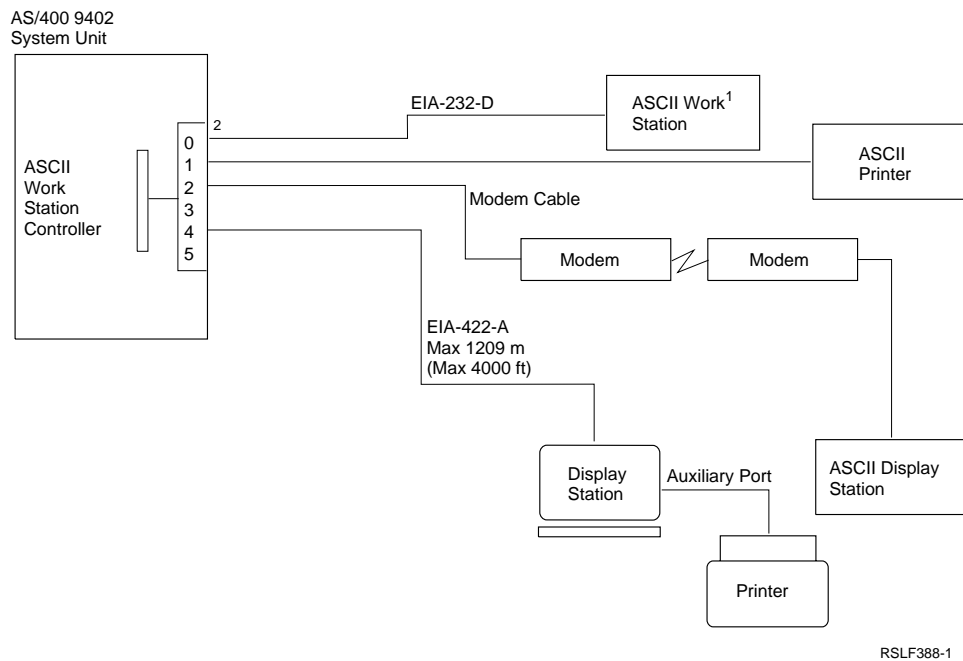 AS/400 9402
System Unit
ASCII
Work
Station
Controller
2
0
1
2
3
4
5
EIA-232-D
ASCII Work1
Station
ASCII
Printer
Modem Cable
Modem
Modem
EIA-422-A
Max 1209 m
(Max 4000 ft)
Display
Station
Auxiliary Port
ASCII Display
Station
Printer
RSLF388-1